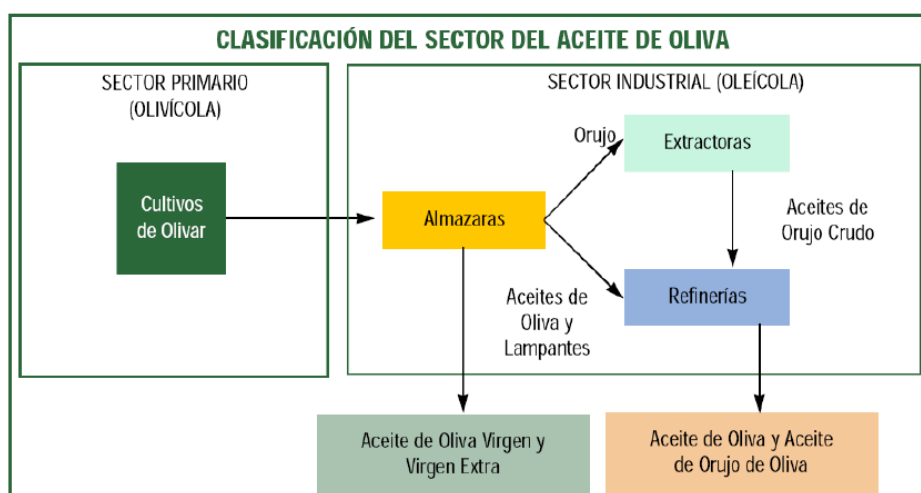 CLASIFICACIÓN DEL SECTOR DEL ACEITE DE OLIVA
SECTOR PRIMARIO
(OLIVÍCOLA)
SECTOR INDUSTRIAL (OLEÍCOLA)
Cultivos
de Olivar
Almazaras
Orujo
Extractoras
Aceites de
Orujo Crudo
Aceites de
Oliva y
Lampantes
Refinerías
Aceite de Oliva Virgen y
Virgen Extra
Aceite de Oliva y Aceite
de Orujo de Oliva